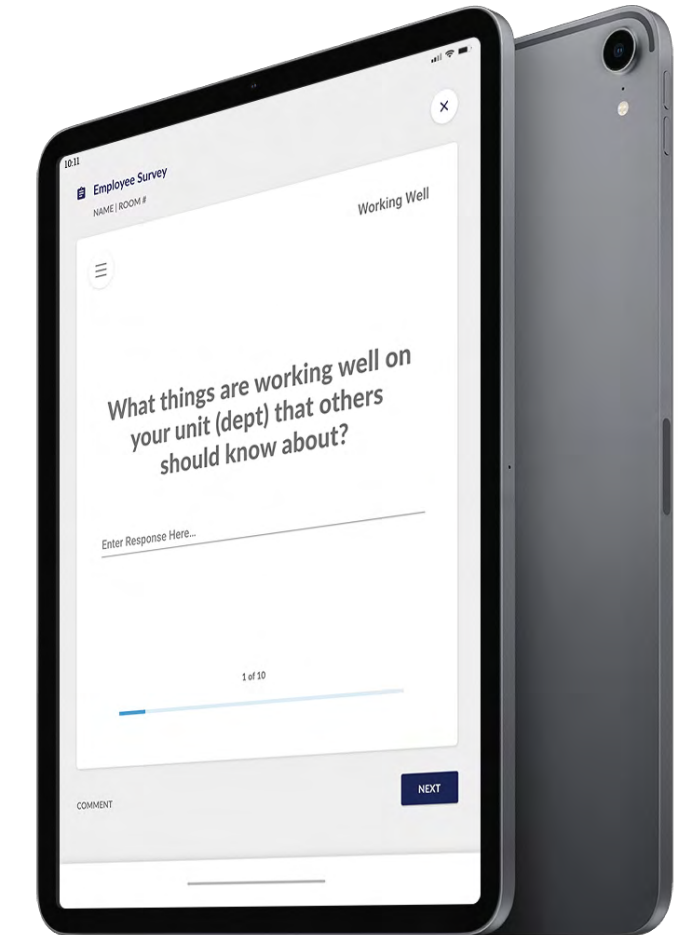 10:11
Employee Survey
NAME | ROOM #
Working Well
What things are working well on
your unit (dept) that others
should know about?
Enter Response Here...
1 of 10
COMMENT
NEXT